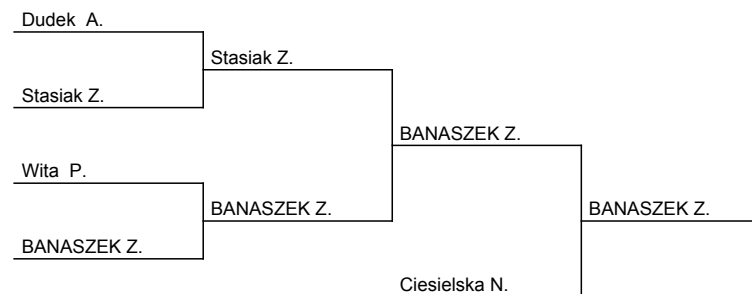 Dudek A.
Stasiak Z.
Stasiak Z.
BANASZEK Z.
Wita P.
BANASZEK Z.
BANASZEK Z.
BANASZEK Z.
Ciesielska N.